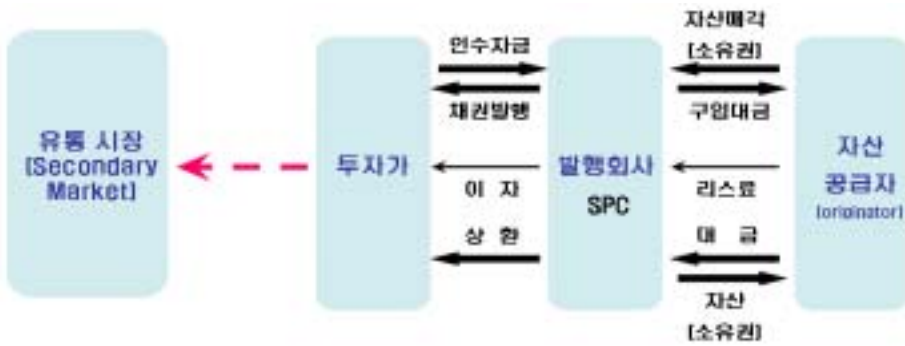 유통 시장
(Secondary
Market)
투자가
인수자금
채권발행
이 자
상 환
발행회사
SPC
자산매각
(소유권)
구입대금
리스료
대 금
자산
(소유권)
자산
공급자
(originator)